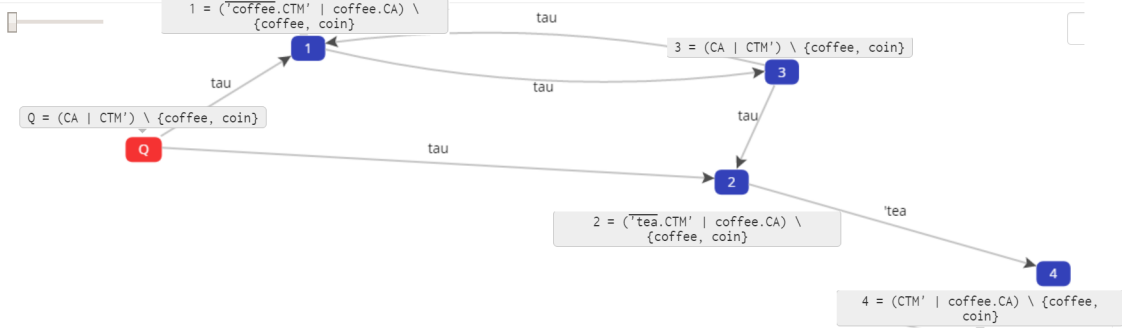 1 = ('coffee.CTM' | coffee.CA) \
{coffee, coin}
tau
1
3 = (CA | CTM') \ {coffee, coin}
3
tau
tau
Q = (CA | CTM') \ {coffee, coin}
tau
Q
tau
2
'tea
2 = ('tea.CTM' | coffee.CA) \
{coffee, coin}
4
4 = (CTM' | coffee.CA) \ {coffee,
coin}